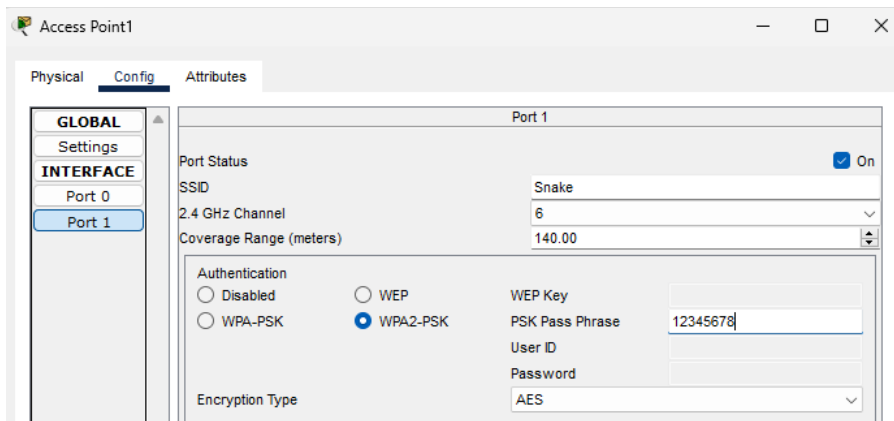 Access Point1
Physical Config Attributes
GLOBAL
Settings
INTERFACE
Port 0
Port 1
Port 1
Port Status On
SSID Snake
2.4 GHz Channel 6
Coverage Range (meters) 140.00
Authentication
Disabled WEP WEP Key
WPA-PSK WPA2-PSK PSK Pass Phrase 12345678
User ID
Password
Encryption Type AES